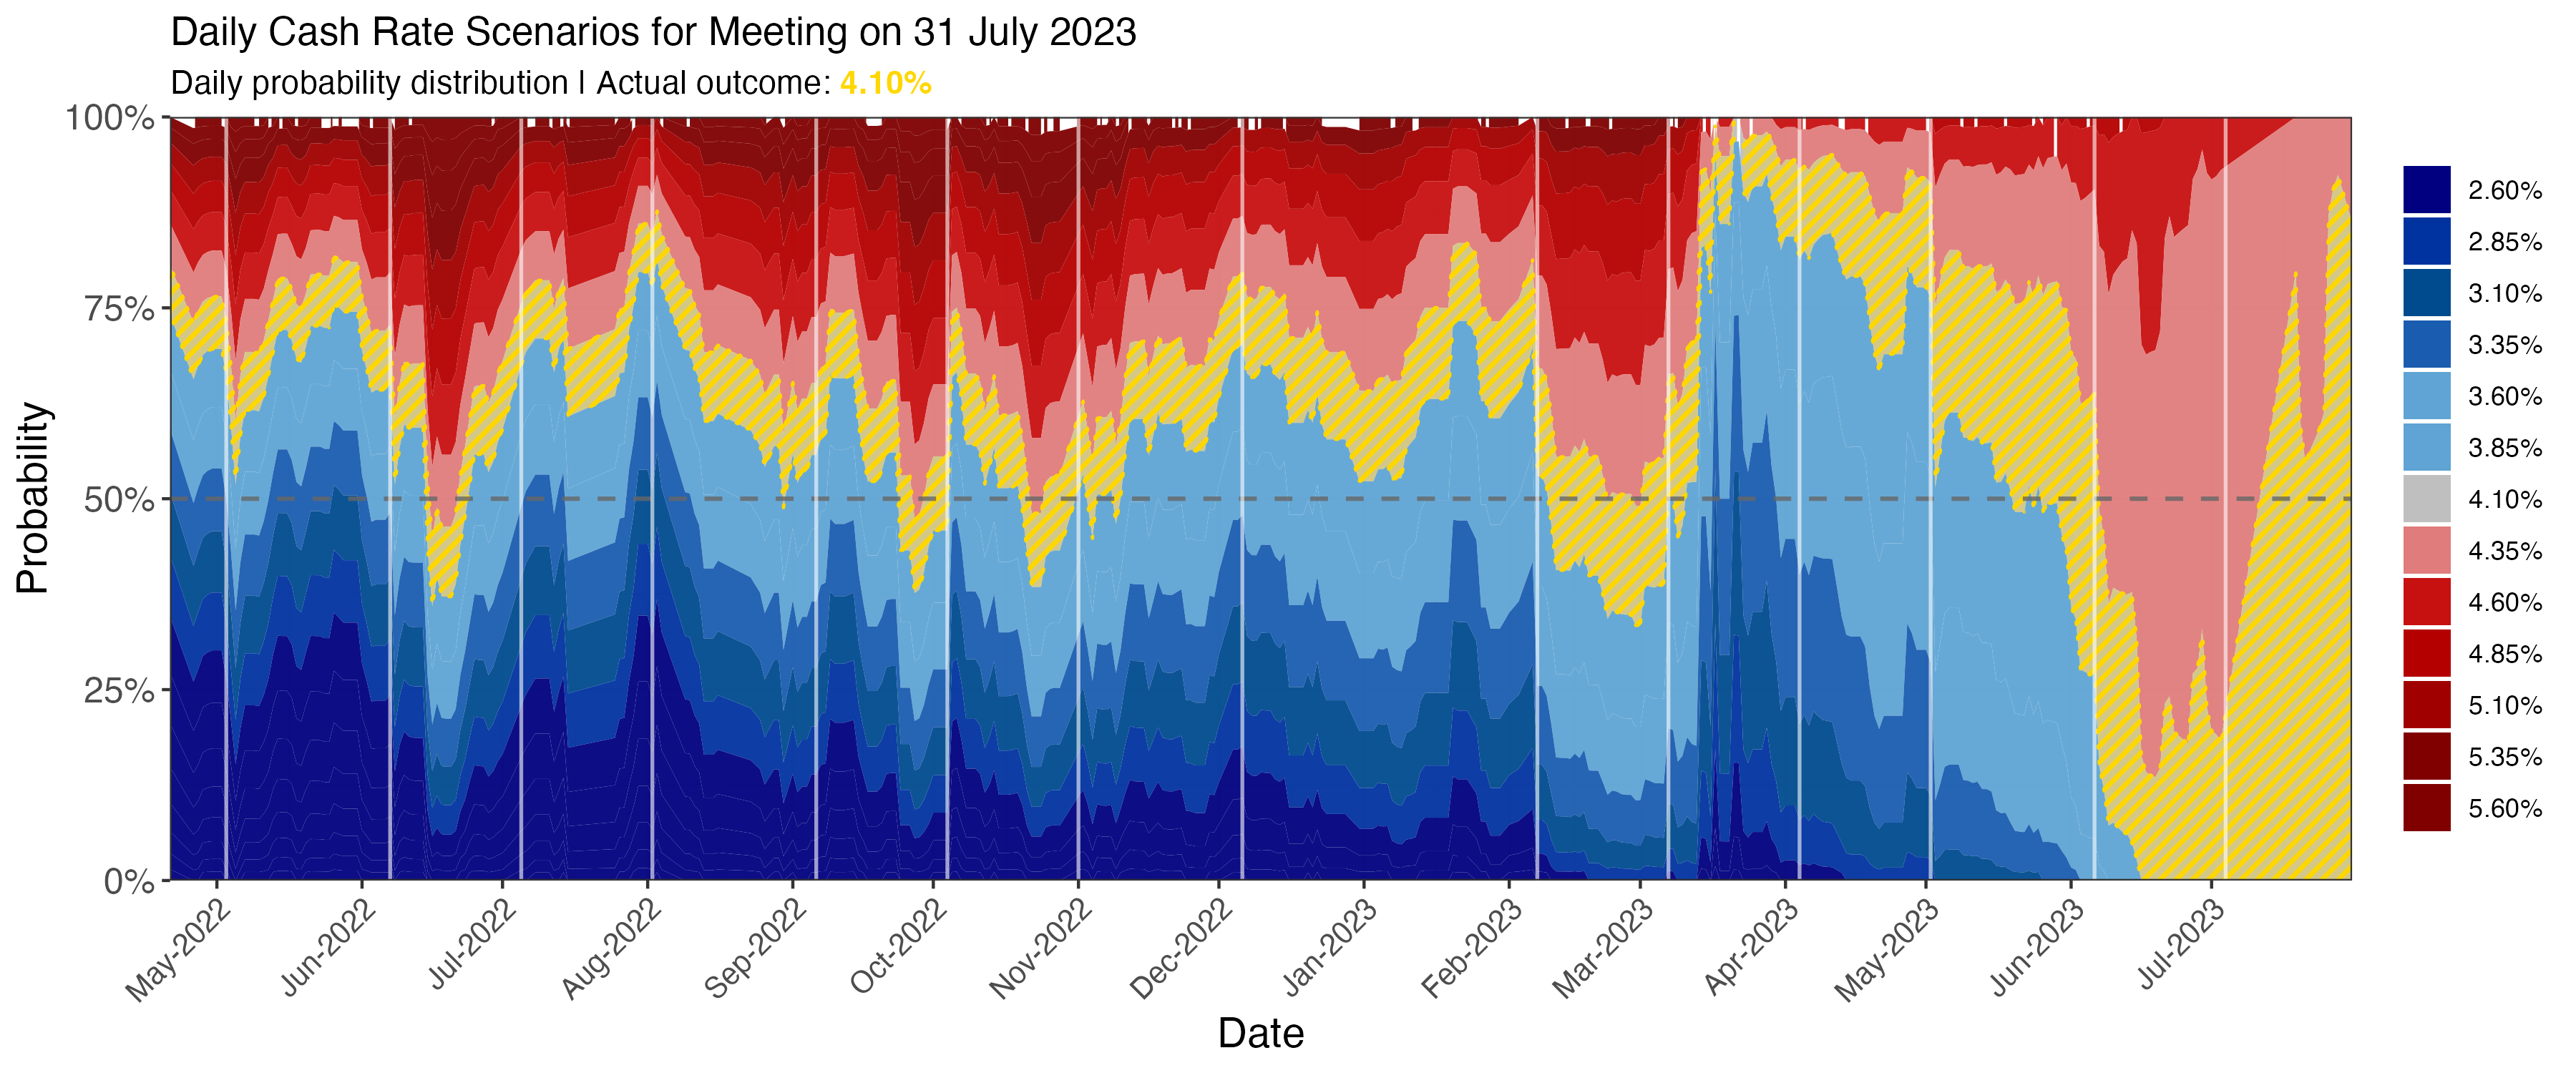 Daily Cash Rate Scenarios for Meeting on 31 July 2023
Daily probability distribution | Actual outcome: 4.10%
Probability
100%
75%
50%
25%
0%
May-2022
Jun-2022
Jul-2022
Aug-2022
Sep-2022
Oct-2022
Nov-2022
Dec-2022
Jan-2023
Feb-2023
Mar-2023
Apr-2023
May-2023
Jun-2023
Jul-2023
Date
2.60%
2.85%
3.10%
3.35%
3.60%
3.85%
4.10%
4.35%
4.60%
4.85%
5.10%
5.35%
5.60%